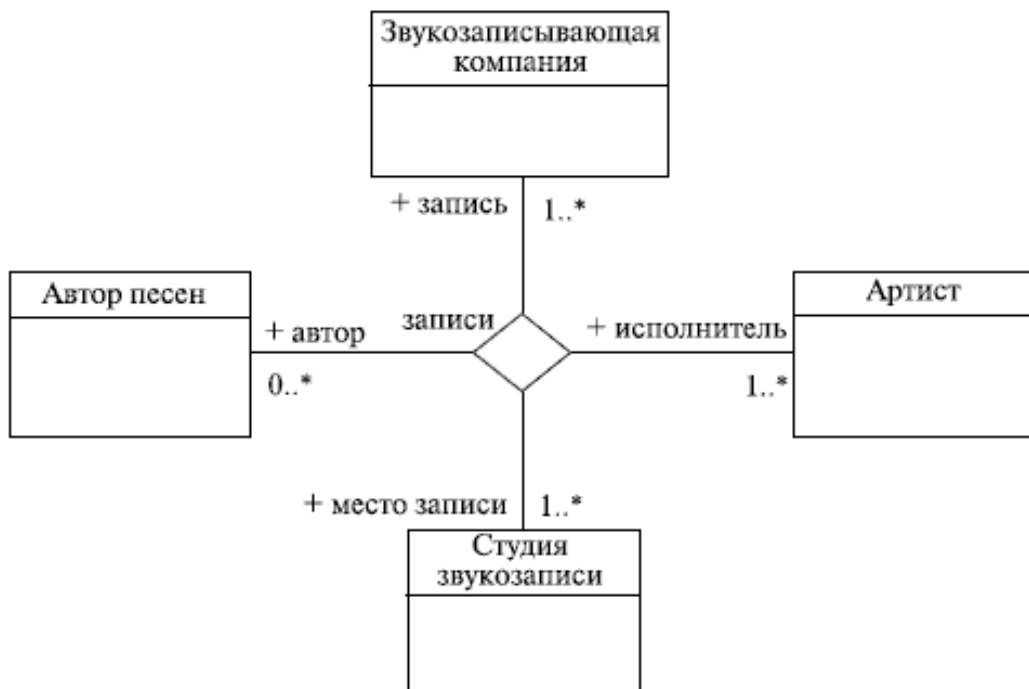 Звукозаписывающая
компания
+ запись
1..*
Автор песен
+ автор
0..*
записи
+ исполнитель
1..*
Артист
+ место записи
1..*
Студия
звукозаписи